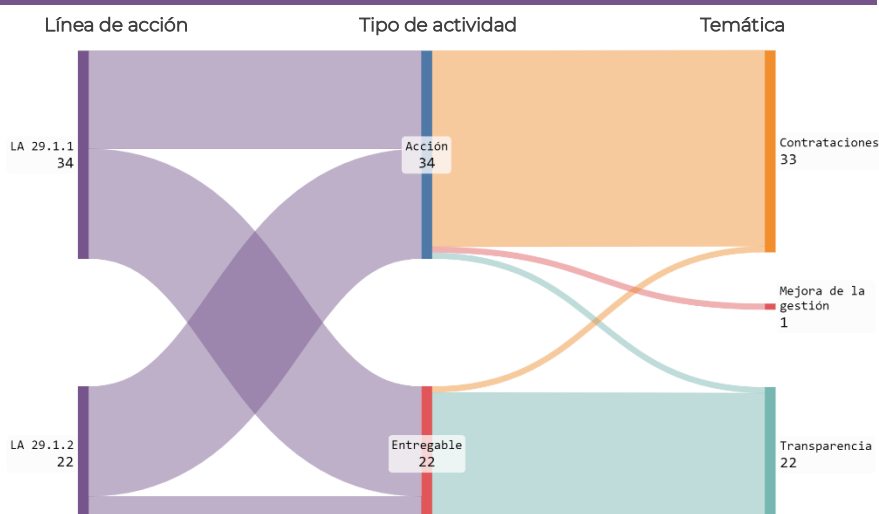 Línea de acción
Tipo de actividad
Temática
LA 29.1.1
34
Acción
34
Contrataciones
33
Mejora de la
gestión
1
LA 29.1.2
22
Entregable
22
Transparencia
22